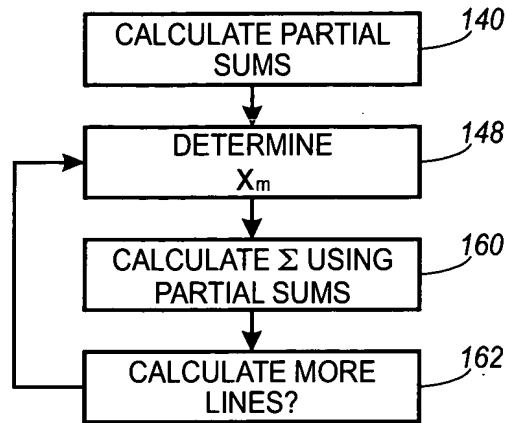 CALCULATE PARTIAL
SUMS
140
DETERMINE
Xm
148
CALCULATE Σ USING
PARTIAL SUMS
160
CALCULATE MORE
LINES?
162